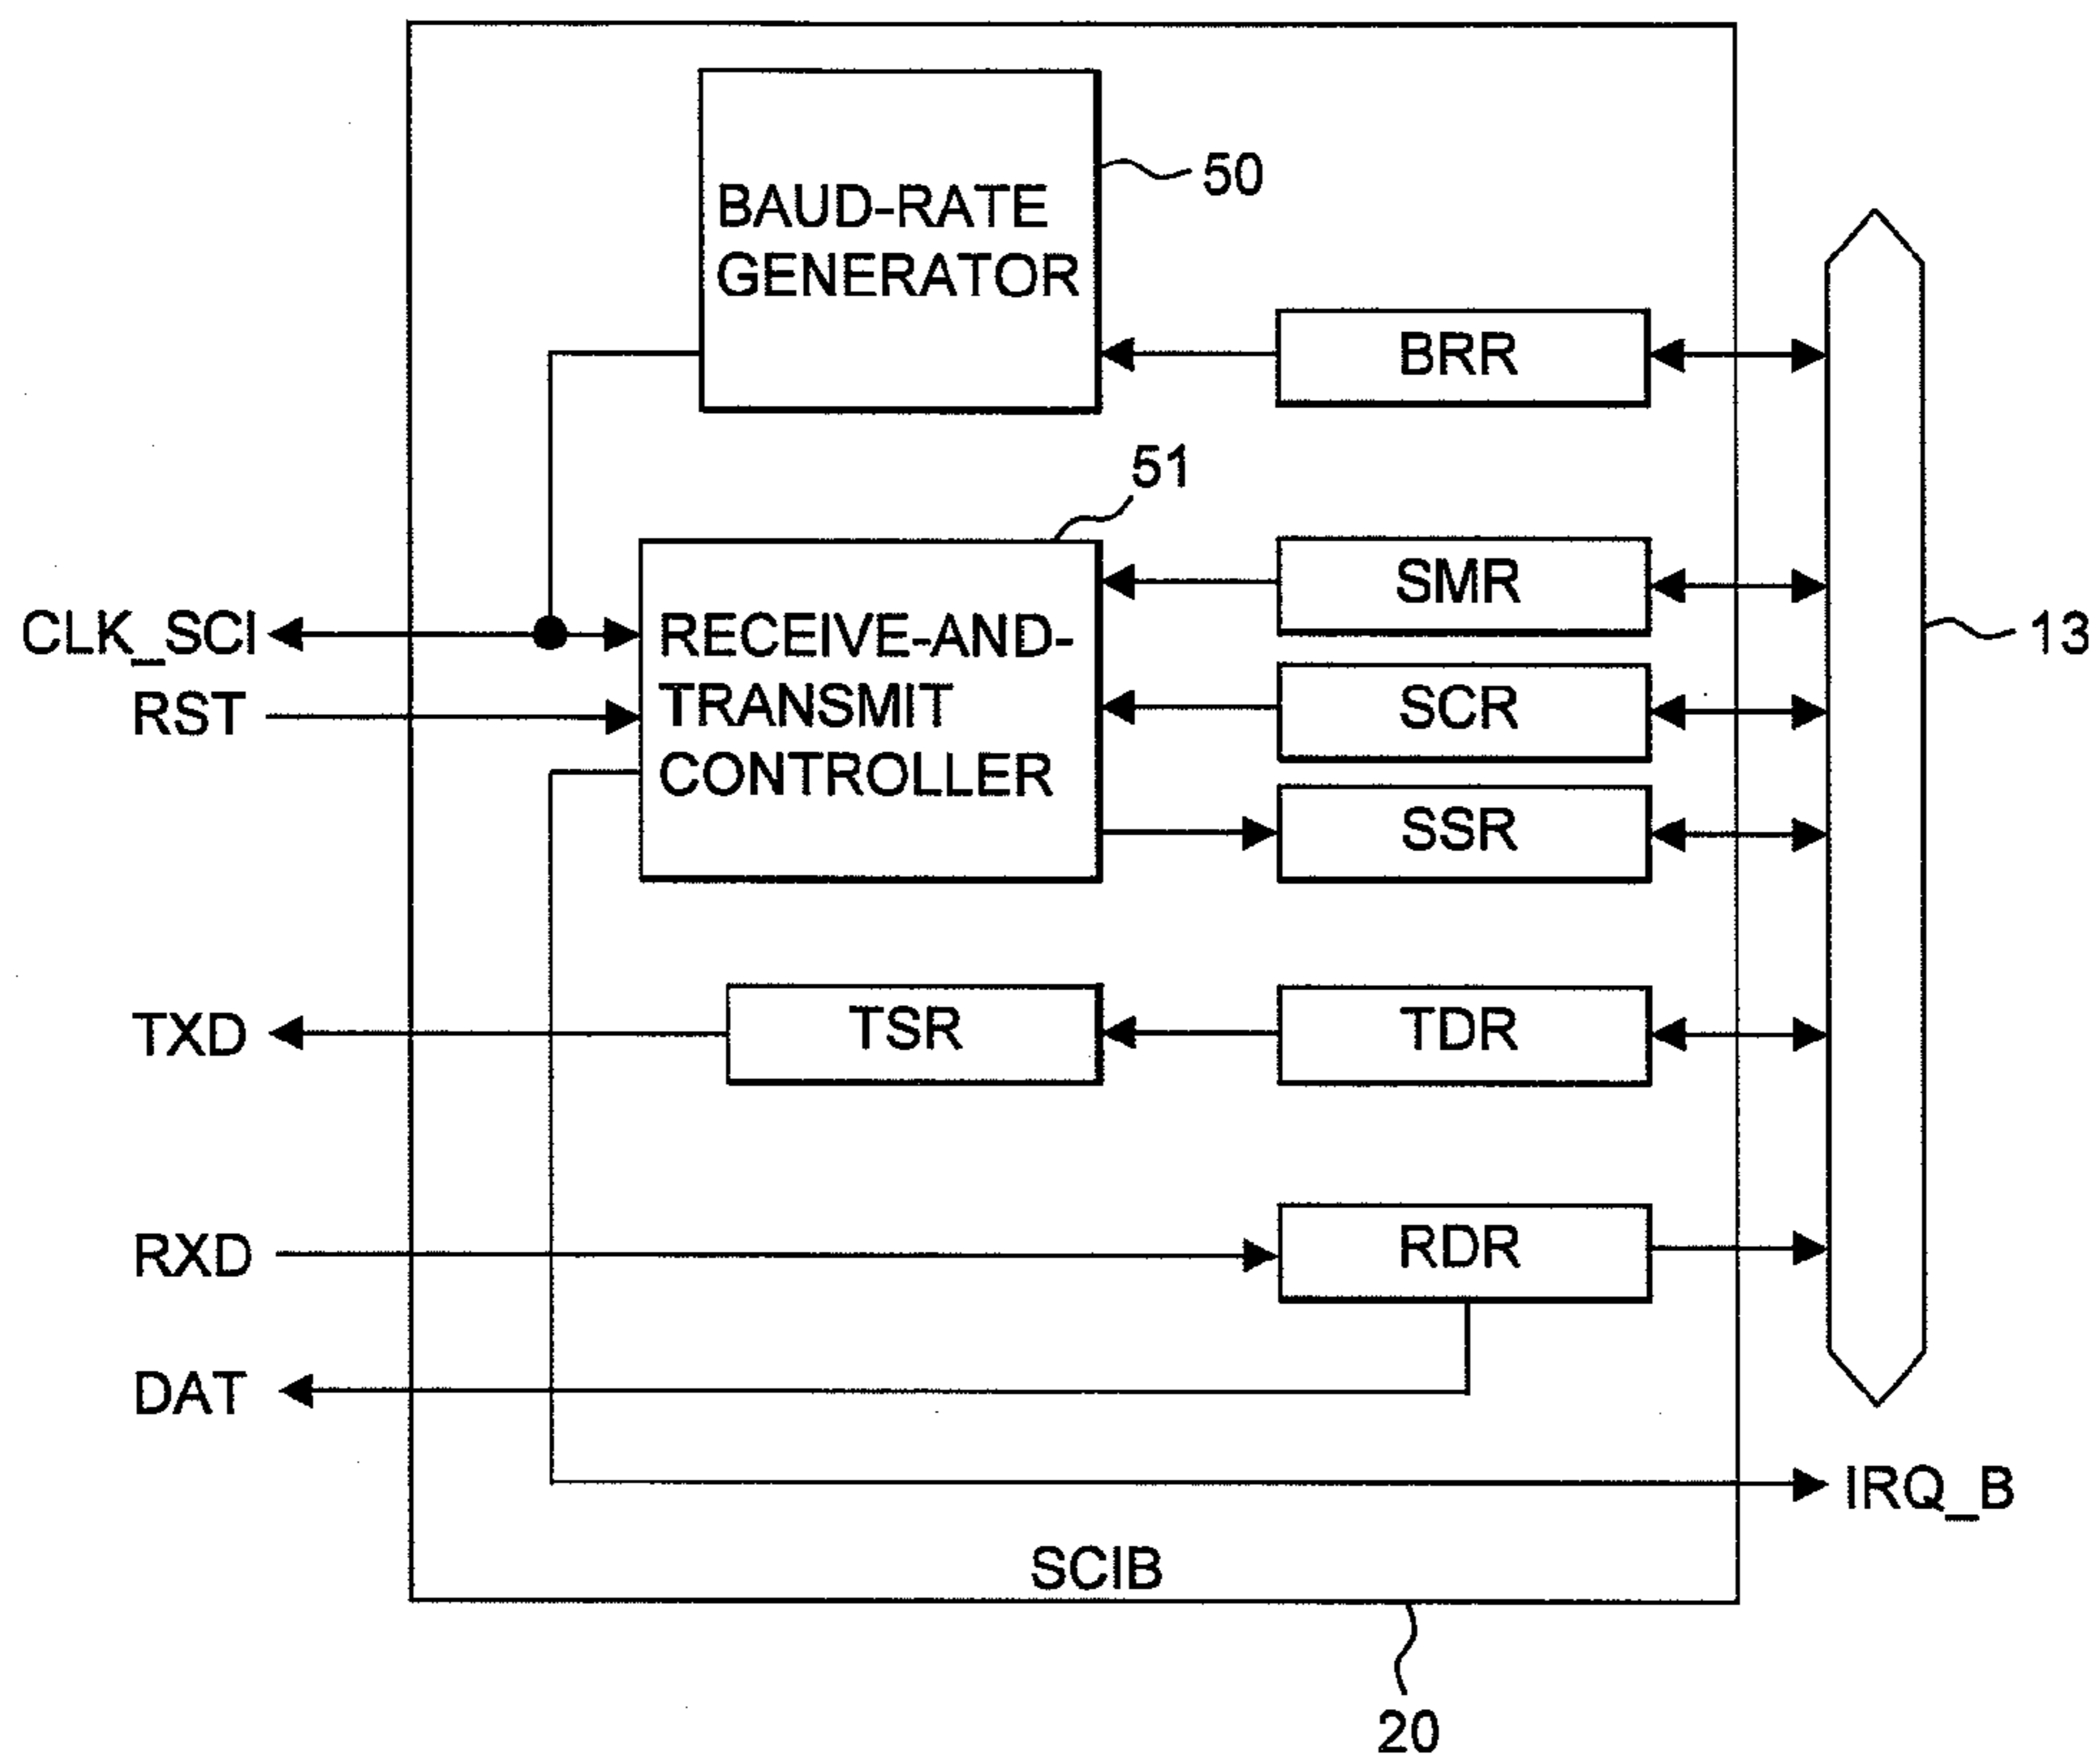 50
BAUD-RATE
GENERATOR
BRR
51
SMR
CLK_SCI
RECEIVE-AND-
TRANSMIT
CONTROLLER
13
RST
SCR
SSR
TXD
TSR
TDR
RXD
RDR
DAT
IRQ_B
SCIB
20